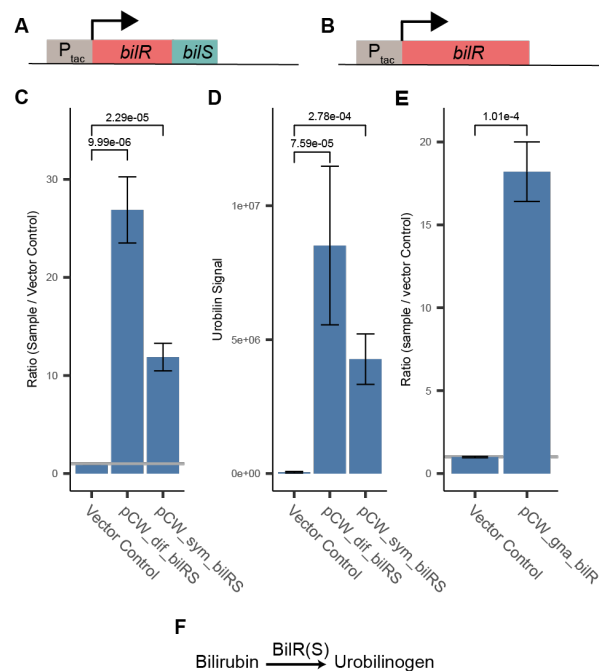 A
P tac bilR bilS
B
P tac bilR
C
2.29e-05
9.99e-06
30
20
10
0
Ratio (Sample / Vector Control)
Vector Control
pCW_dif_bilRS
pCW_sym_bilRS
D
2.78e-04
7.59e-05
1e+07
5e+06
0e+00
Urobilin Signal
Vector Control
pCW_dif_bilRS
pCW_sym_bilRS
E
1.01e-4
20
15
10
5
0
Ratio (sample / vector Control)
Vector Control
pCW_gna_bilR
F
BilR(S)
Bilirubin Urobilinogen